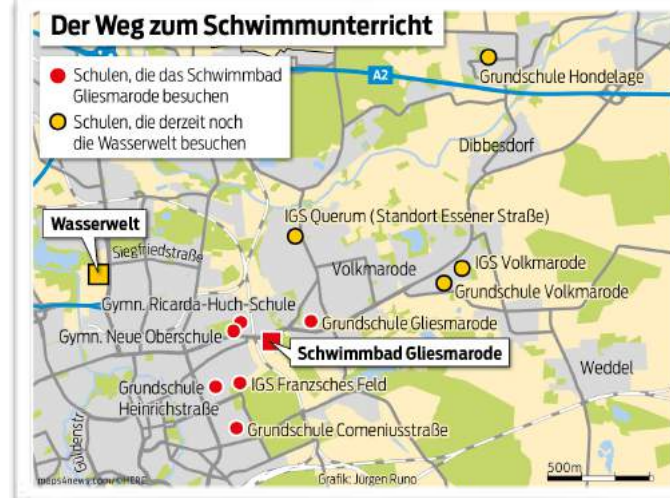 Der Weg zum Schwimmunterricht
Schulen, die das Schwimmbad
Gliesmarode besuchen
Schulen, die derzeit noch
die Wasserwelt besuchen
A2
Grundschule Hondelage
Dibbesdorf
IGS Querum (Standort Essener Straße)
Wasserwelt
Siegfriedstraße
Volkmarode
IGS Volkmarode
Grundschule Volkmarode
Gymn. Ricarda-Huch-Schule
Grundschule Gliesmarode
Gymn. Neue Oberschule
Schwimmbad Gliesmarode
Weddel
Grundschule
Heinrichstraße
IGS Franzsches Feld
Grundschule Comeniusstraße
Güldenstr.
maps4news.com/©HERE
Grafik: Jürgen Runo
500m